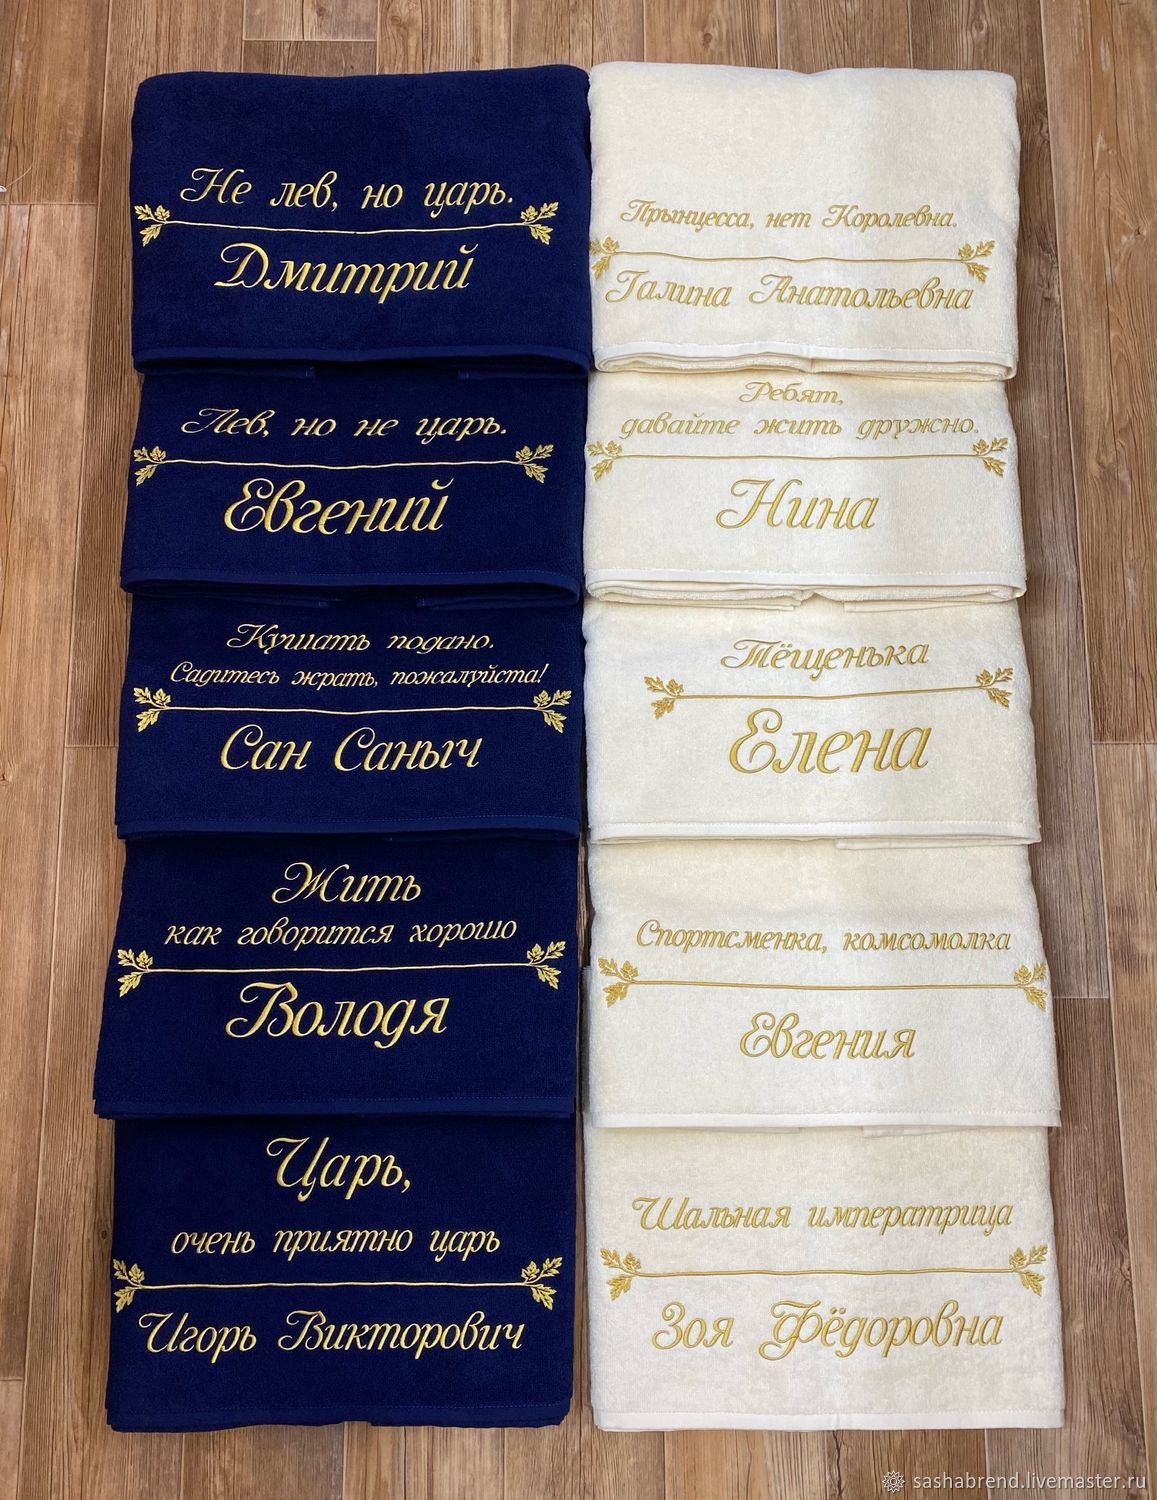 Не лев, но царь.
Дмитрий
Лев, но не царь.
Евгений
Кушать подано.
Садитесь жрать, пожалуйста!
Сан Саныч
Жить
как говорится хорошо
Володя
Царь,
очень приятно царь
Игорь Викторович
Прынцесса, нет Королевна.
Галина Анатольевна
Ребят,
давайте жить дружно.
Нина
Тёщенька
Елена
Спортсменка, комсомолка
Евгения
Шальная императрица
Зоя Фёдоровна
sashabrend.livemaster.ru